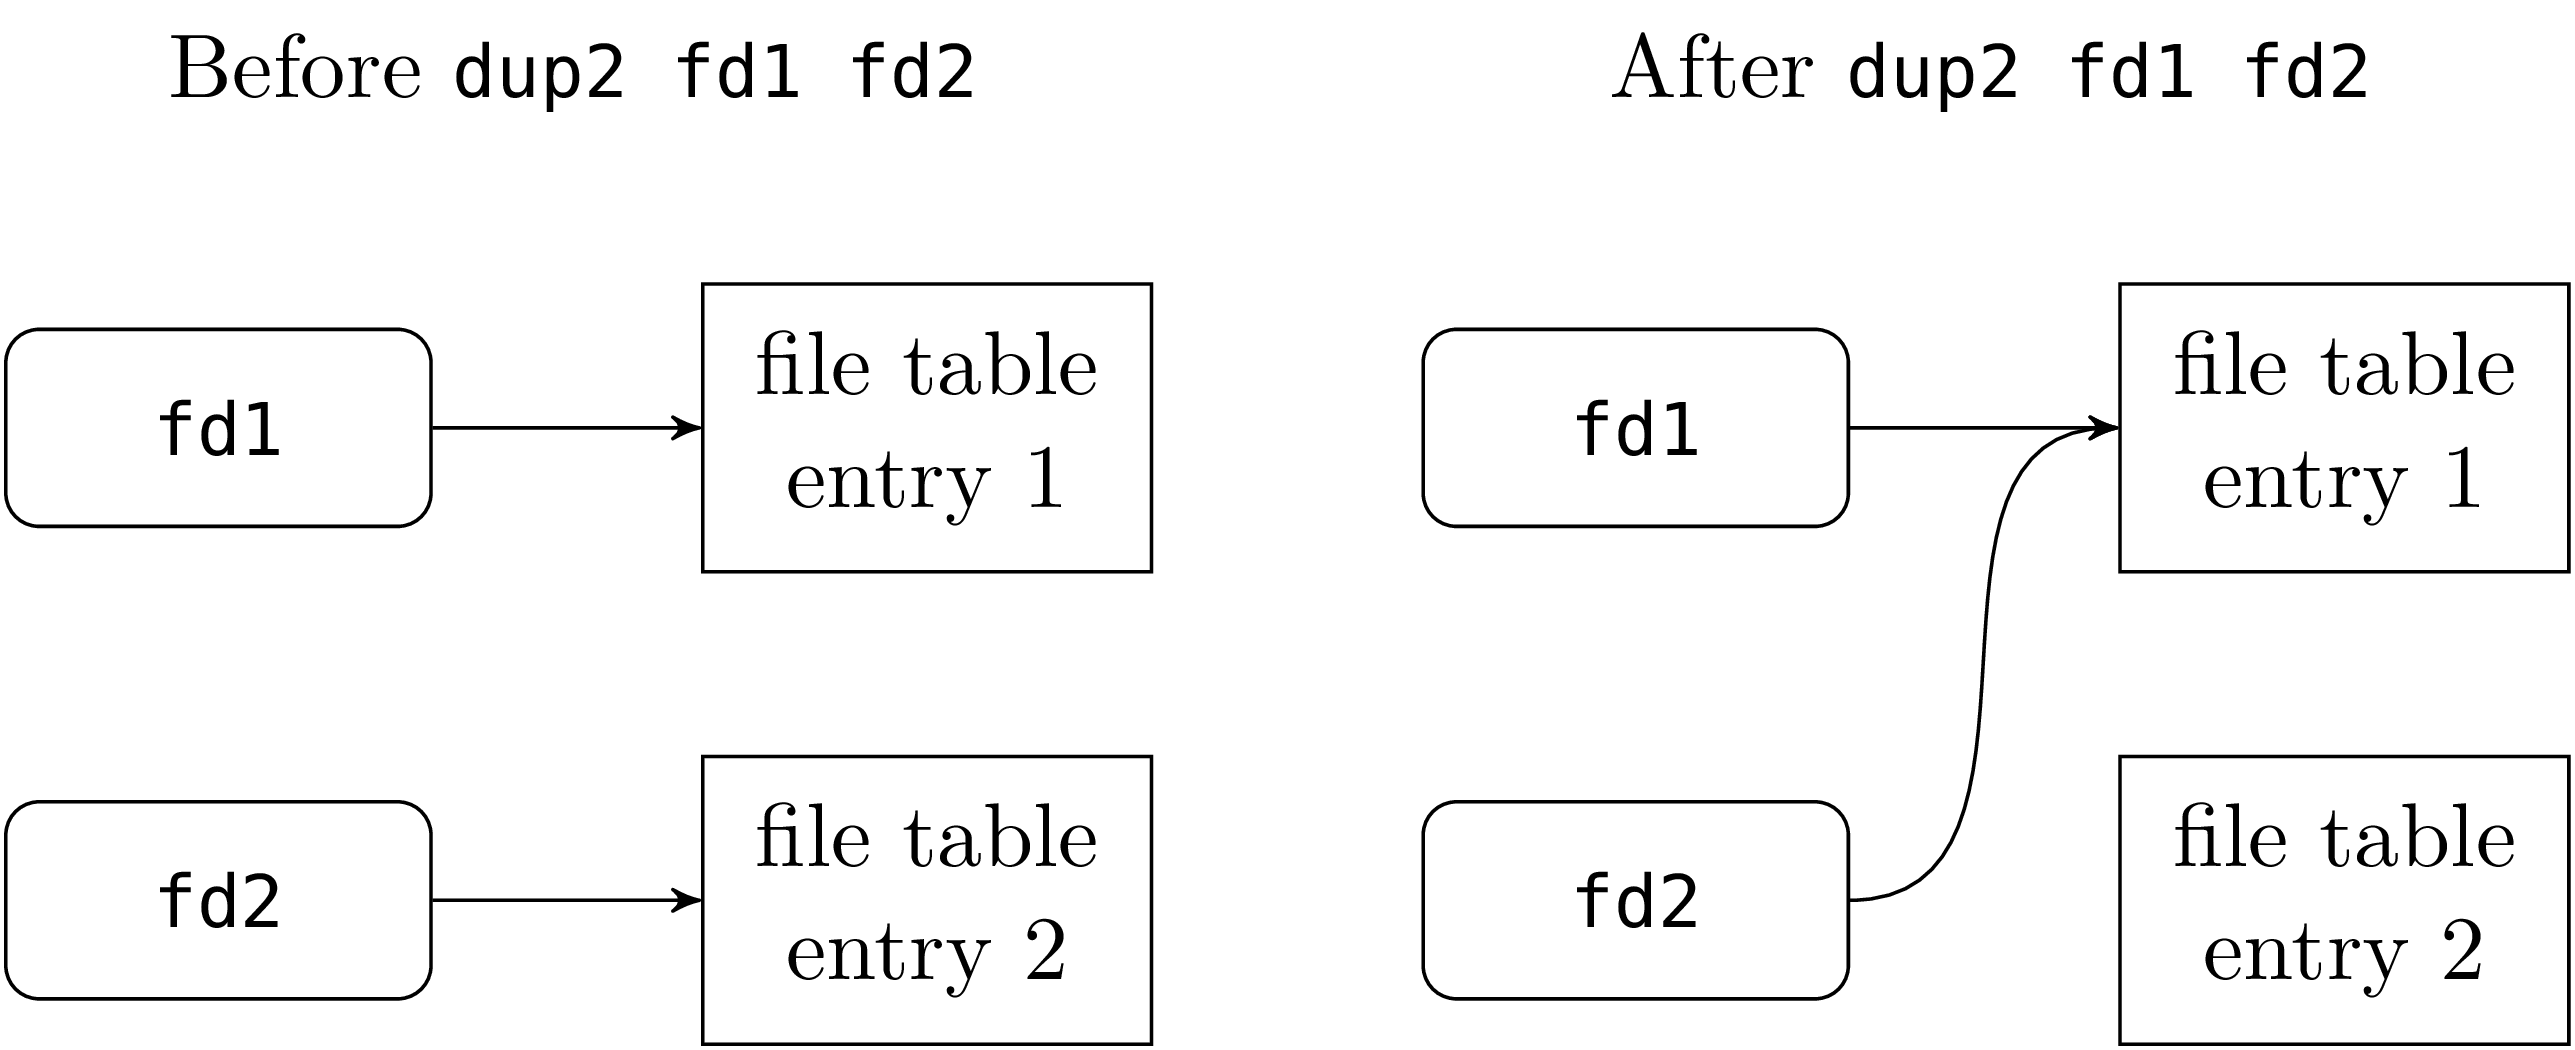 Before dup2 fd1 fd2
fd1
file table
entry 1
fd2
file table
entry 2
After dup2 fd1 fd2
fd1
file table
entry 1
fd2
file table
entry 2